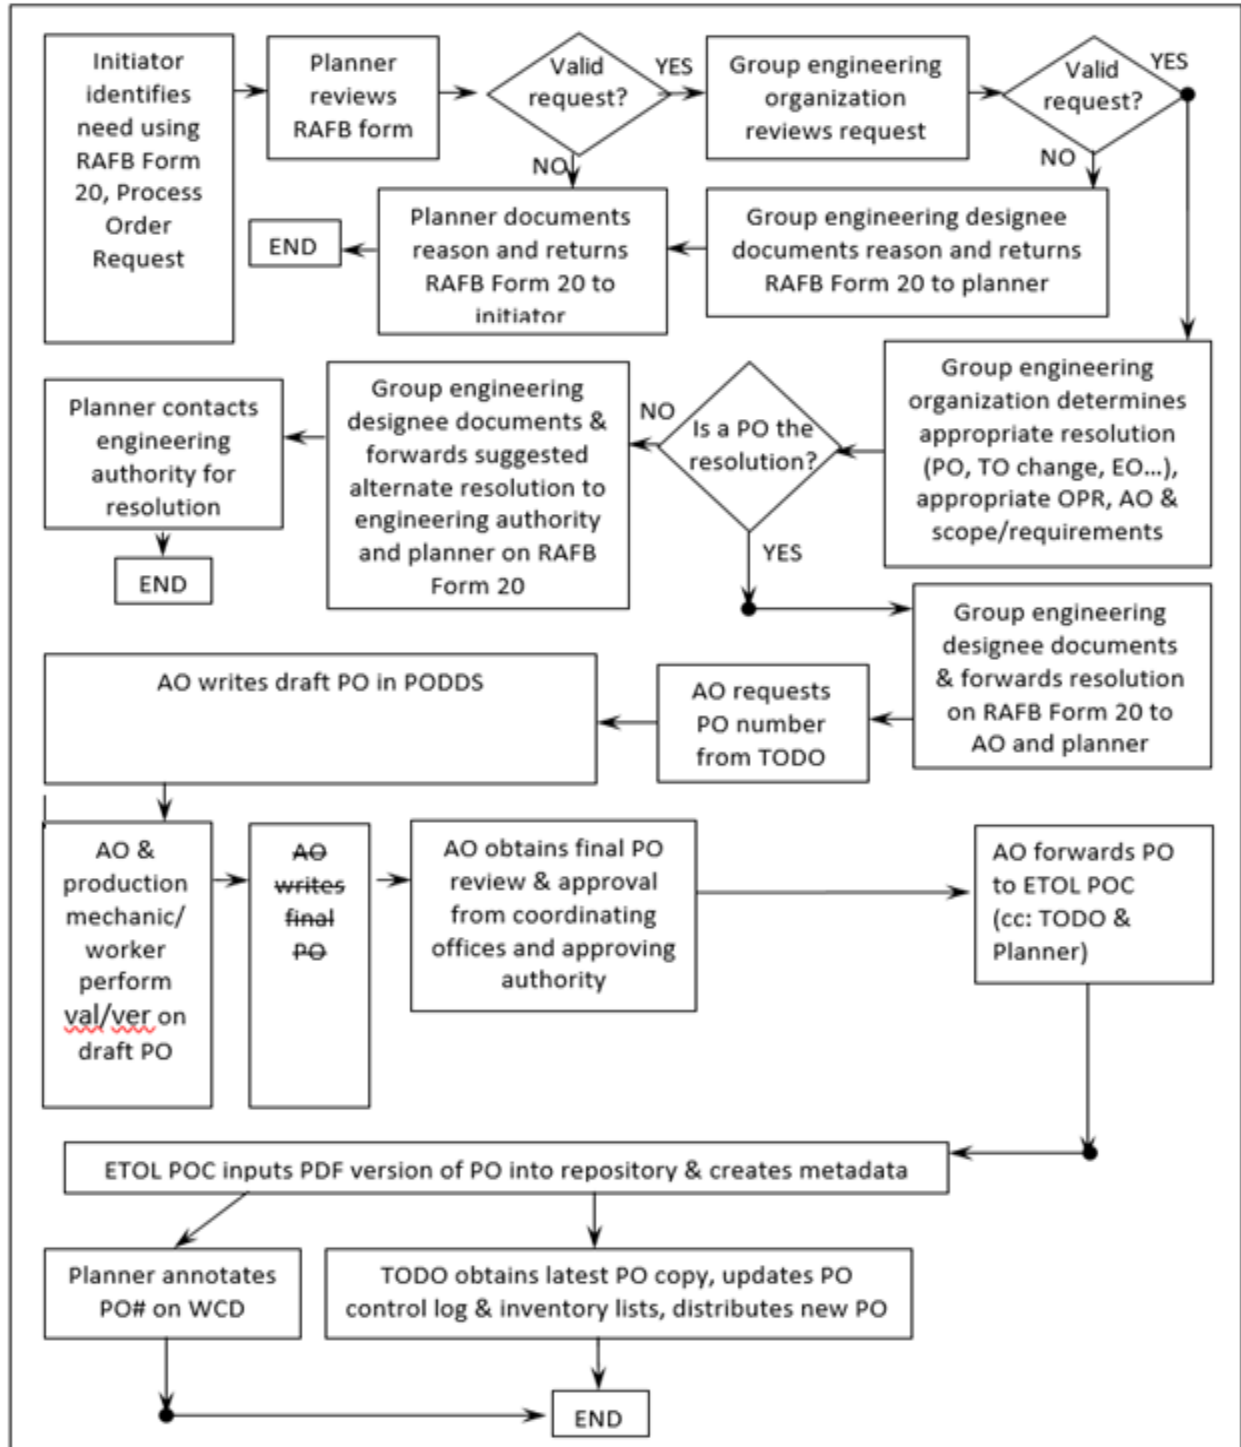 Initiator
identifies
need using
RAFB Form
20, Process
Order
Request
Planner
reviews
RAFB form
Valid
request?
YES
NO
Group engineering
organization
reviews request
Valid
request?
YES
NO
Group engineering designee
documents reason and returns
RAFB Form 20 to planner
Planner documents
reason and returns
RAFB Form 20 to
initiator
END
Group engineering
organization determines
appropriate resolution
(PO, TO change, EO...),
appropriate OPR, AO &
scope/requirements
Is a PO the
resolution?
NO
YES
Group engineering
designee documents &
forwards suggested
alternate resolution to
engineering authority
and planner on RAFB
Form 20
Planner contacts
engineering
authority for
resolution
END
Group engineering
designee documents
& forwards resolution
on RAFB Form 20 to
AO and planner
AO requests
PO number
from TODO
AO writes draft PO in PODDS
AO &
production
mechanic/
worker
perform
val/ver on
draft PO
AO
writes
final
PO
AO obtains final PO
review & approval
from coordinating
offices and approving
authority
AO forwards PO
to ETOL POC
(cc: TODO &
Planner)
ETOL POC inputs PDF version of PO into repository & creates metadata
Planner annotates
PO# on WCD
TODO obtains latest PO copy, updates PO
control log & inventory lists, distributes new PO
END